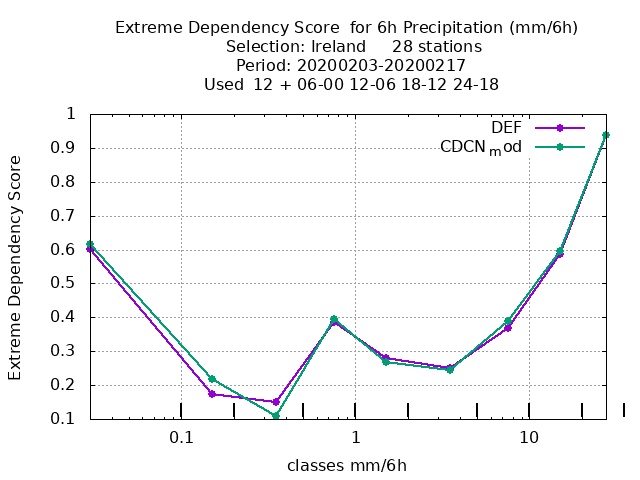 Extreme Dependency Score  for 6h Precipitation (mm/6h)
Selection: Ireland     28 stations
Period: 20200203-20200217
Used  12 + 06-00 12-06 18-12 24-18
DEF
CDCNmod
1
0.9
0.8
0.7
0.6
0.5
0.4
0.3
0.2
0.1
Extreme Dependency Score
0.1
1
10
classes mm/6h